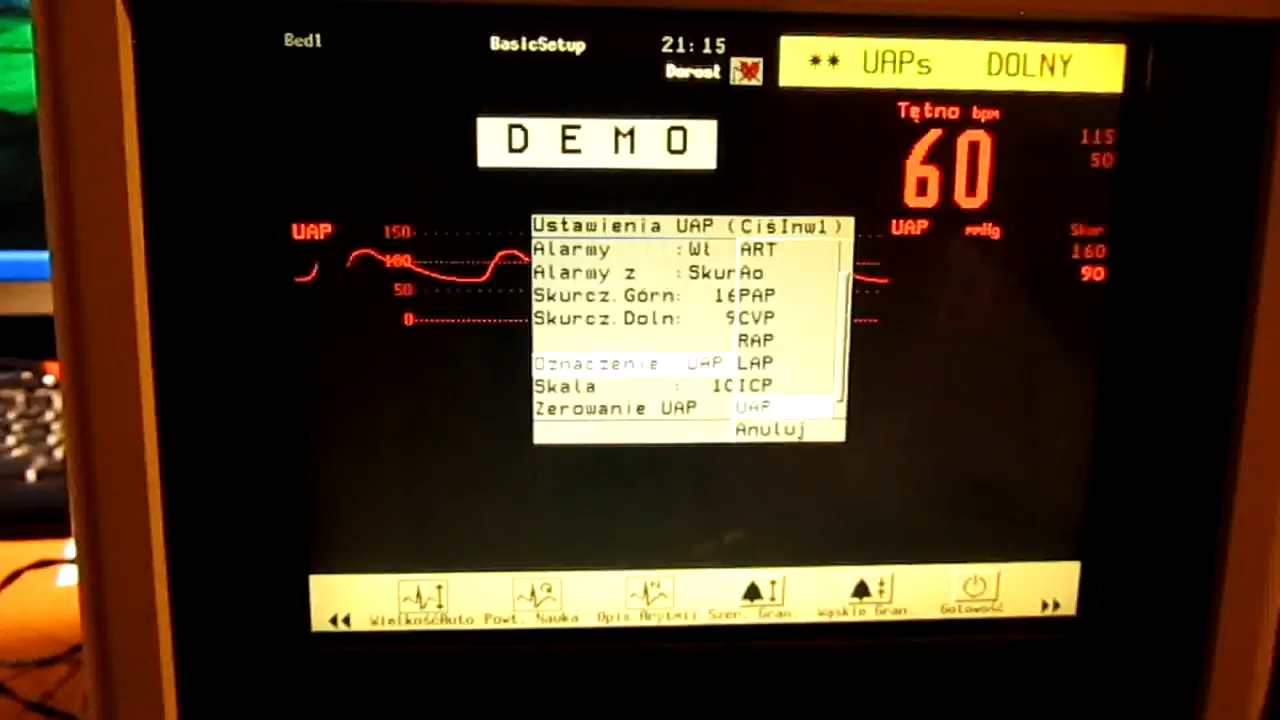 Bed1
BasicSetup
21:15
Dorosł
** UAPs DOLNY
DEMO
Tętno bpm
60
115
50
UAP
150
100
50
0
UAP mmHg
Skur
160
90
Ustawienia UAP (CiśInw1)
Alarmy :Wł
Alarmy z :Skur
Skurcz.Górn: 16
Skurcz.Doln: 9
Oznaczenie UAP
Skala : 10
Zerowanie UAP
ART
Ao
PAP
CVP
RAP
LAP
ICP
UAP
Anuluj
WielkośćAuto
Powt. Nauka
Opis Arytmii
Szer. Gran.
Wąskie Gran.
Gotowość